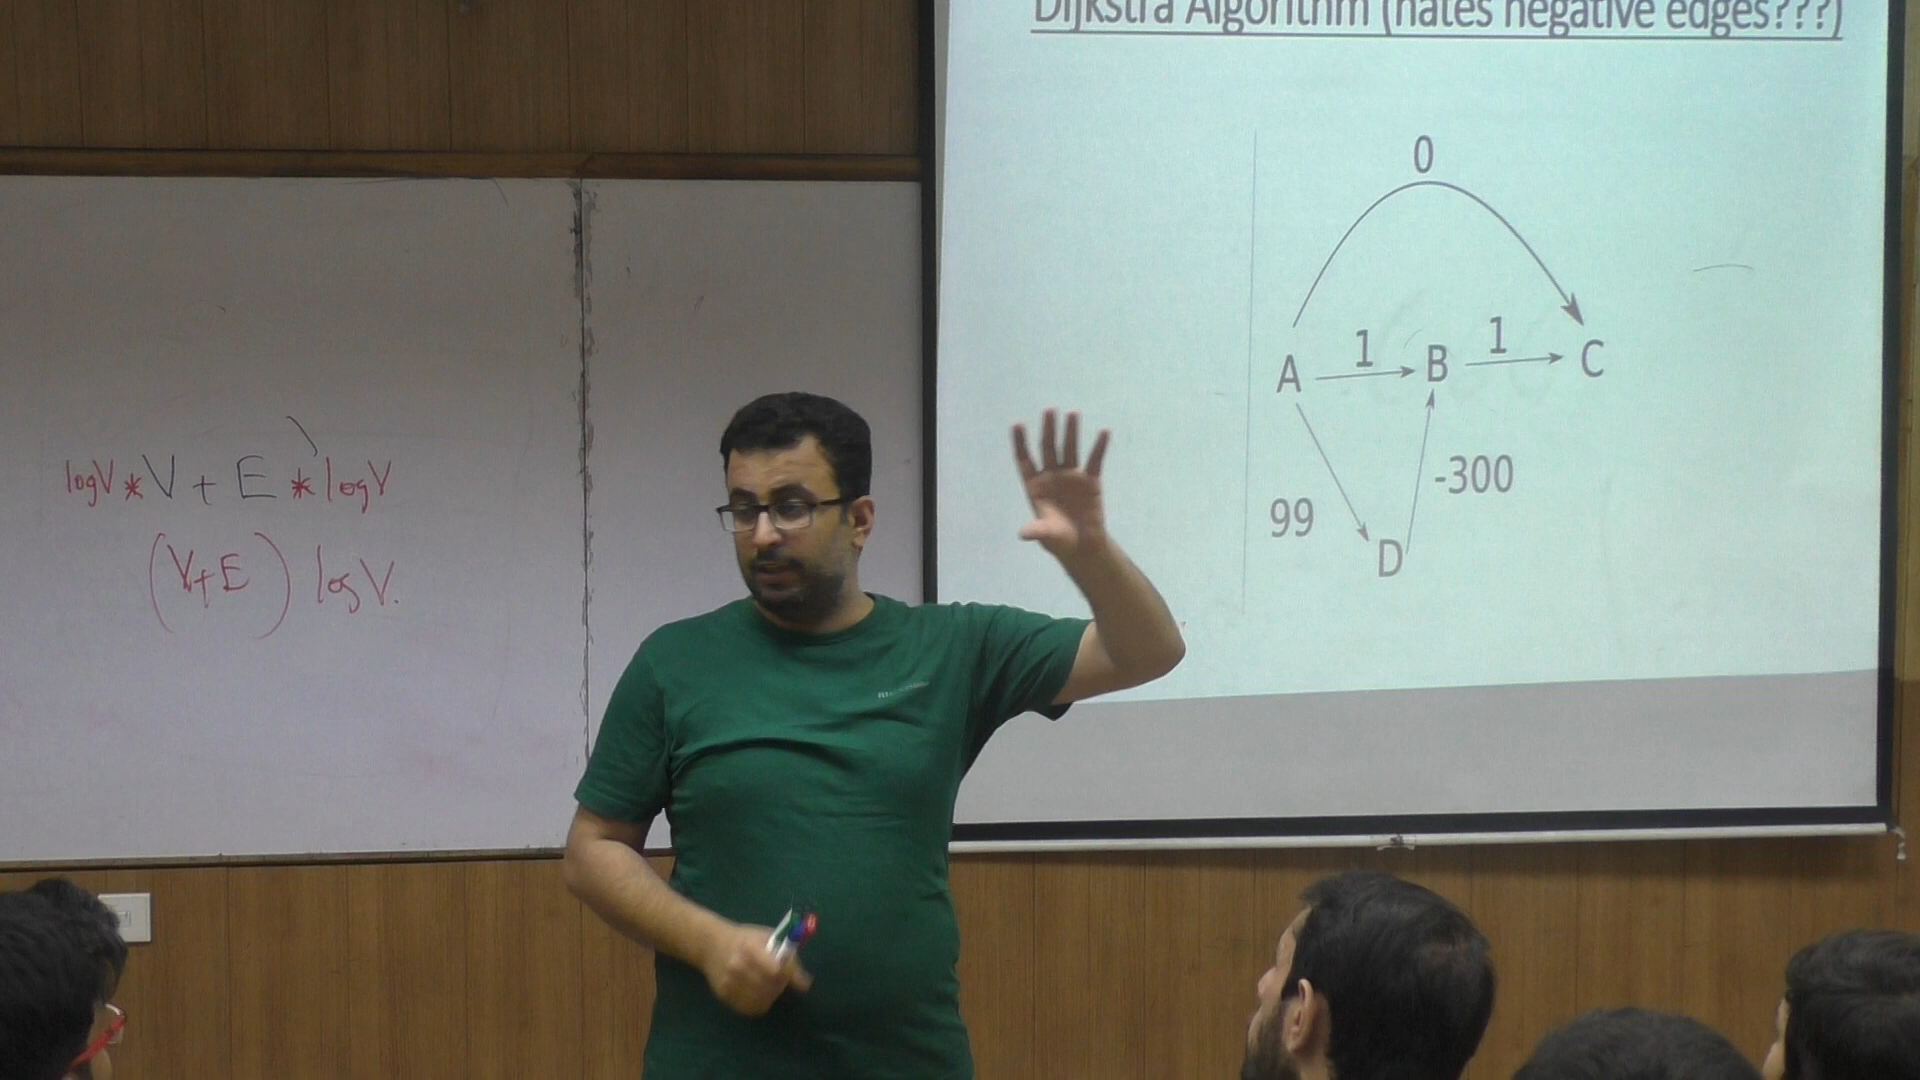 logV * V + E * logV
(V+E) logV.
Dijkstra Algorithm (hates negative edges???)
0
A 1 B 1 C
99 -300
D